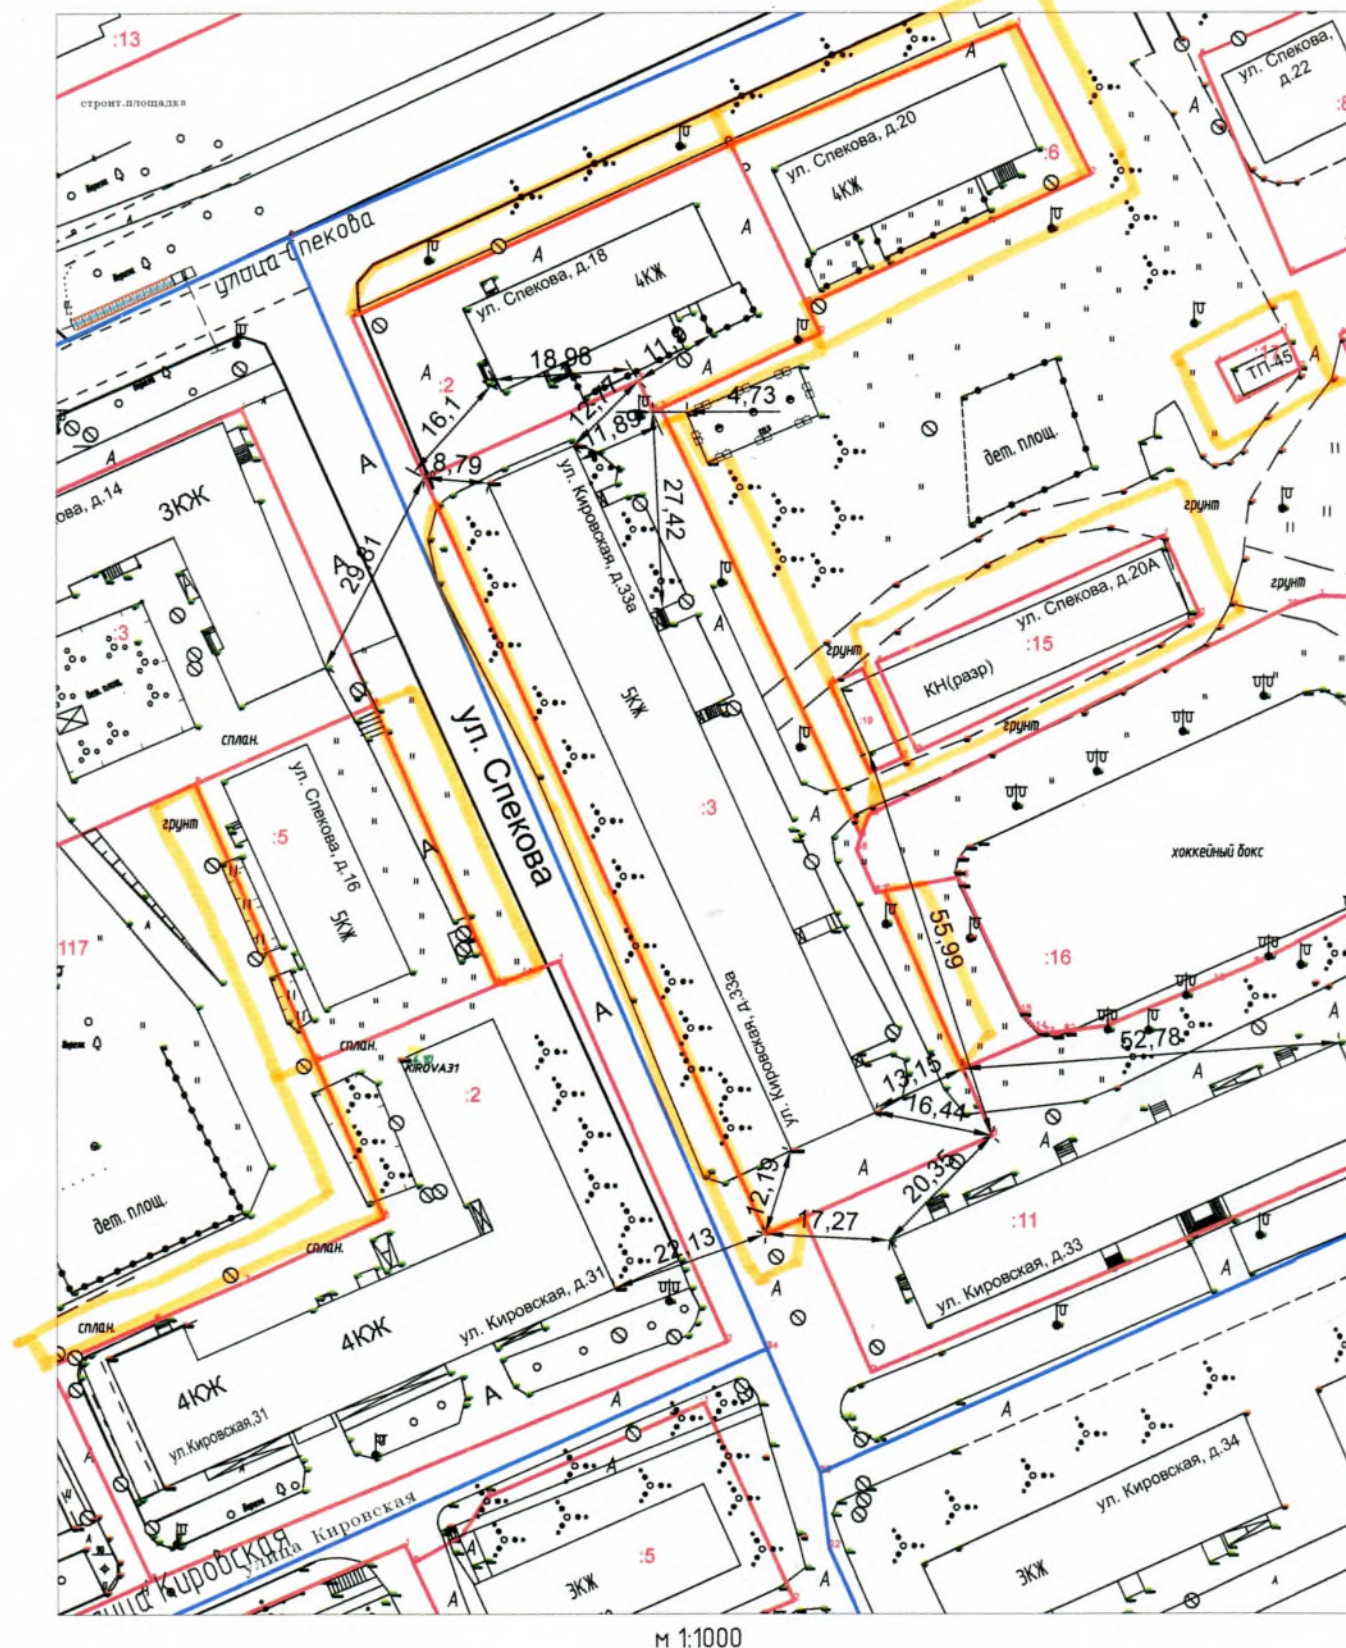 :13
строит.площадка
ул. Спекова, д.22
:8
ул. Спекова, д.20
4КЖ
:6
улица Спекова
ул. Спекова, д.18
4КЖ
:17
ТП-45
18,98
:2
16,1
12,77
11,89
4,73
8,79
дет. площ.
27,42
3КЖ
29,81
ул. Кировская, д.33а
грунт
грунт
ул. Спекова, д.20А
:15
КН(разр)
грунт
:19
грунт
:3
сплан.
5КЖ
ул. Спекова
:3
грунт
:5
ул. Спекова, д.16
5КЖ
хоккейный бокс
117
55,99
:16
ул. Кировская, д.33а
сплан.
KIROVA31
:2
52,78
13,15
16,44
12,19
20,35
17,27
:11
дет. площ.
сплан.
22,13
ул. Кировская, д.31
ул. Кировская, д.33
сплан.
4КЖ
4КЖ
ул.Кировская,31
ул. Кировская, д.34
улица Кировская
:5
3КЖ
3КЖ
м 1:1000